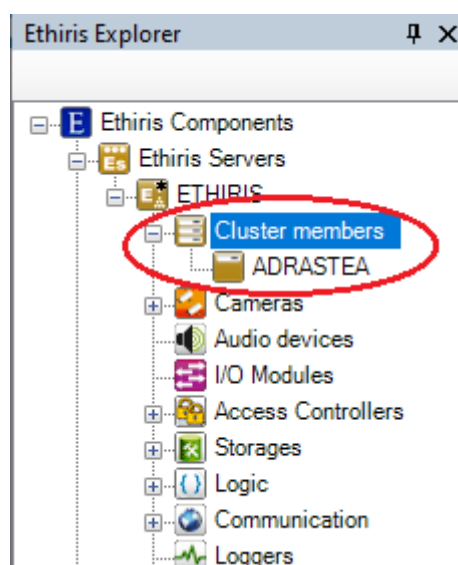 Ethiris Explorer
Ethiris Components
Ethiris Servers
ETHIRIS
Cluster members
ADRASTEA
Cameras
Audio devices
I/O Modules
Access Controllers
Storages
Logic
Communication
Loggers